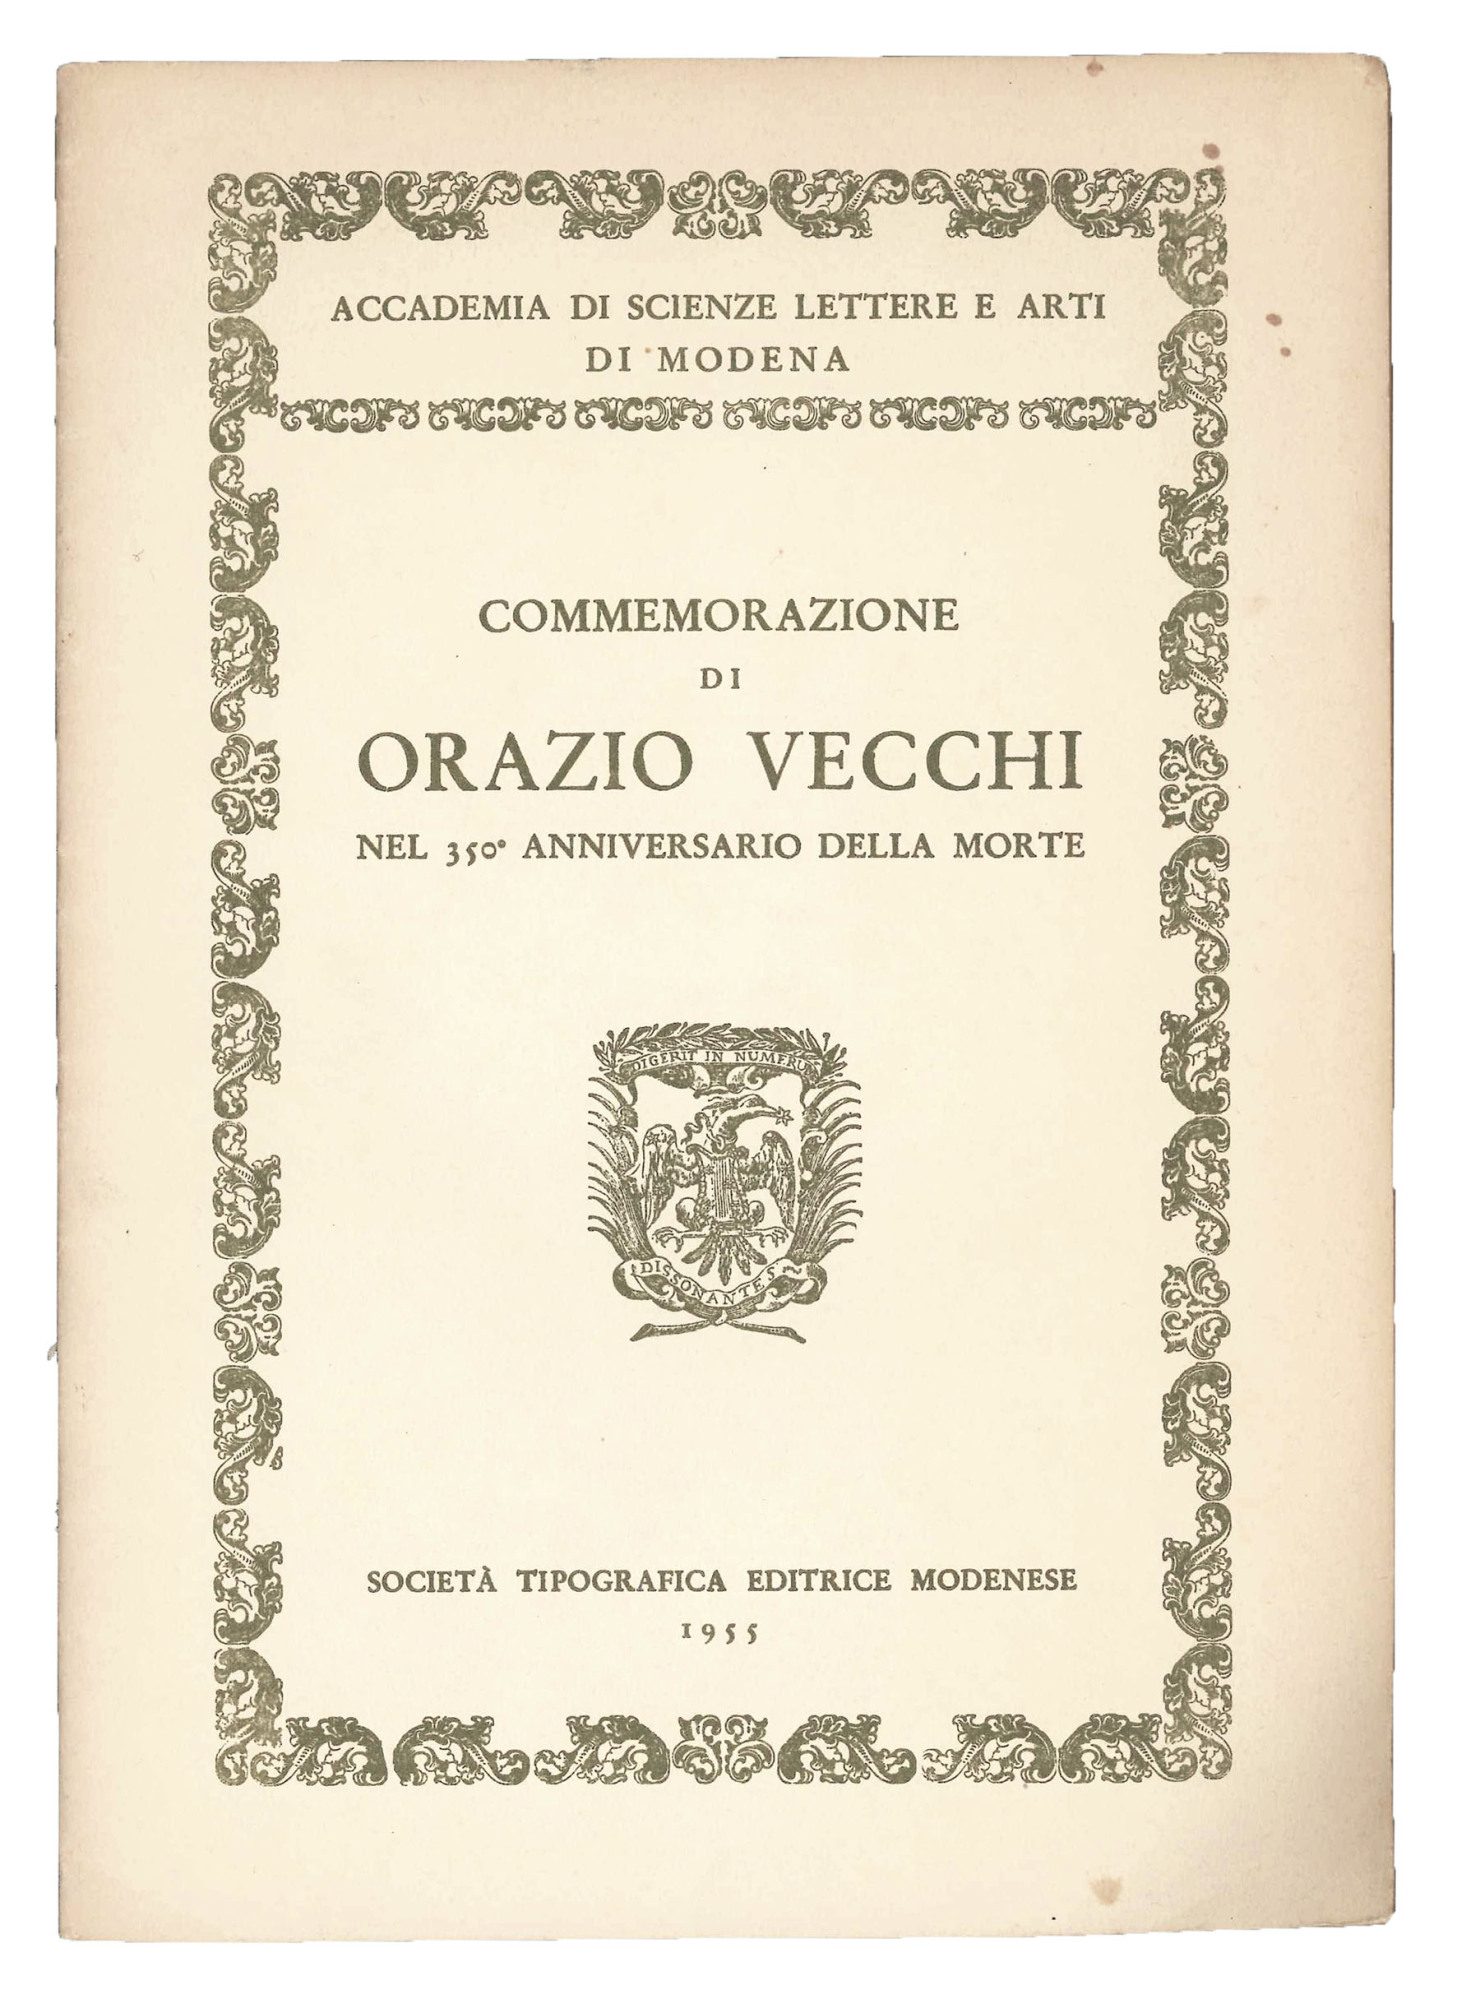 ACCADEMIA DI SCIENZE LETTERE E ARTI
DI MODENA
COMMEMORAZIONE
DI
ORAZIO VECCHI
NEL 350° ANNIVERSARIO DELLA MORTE
DIGERIT IN NUMERU
DISSONANTES
SOCIETÀ TIPOGRAFICA EDITRICE MODENESE
1955